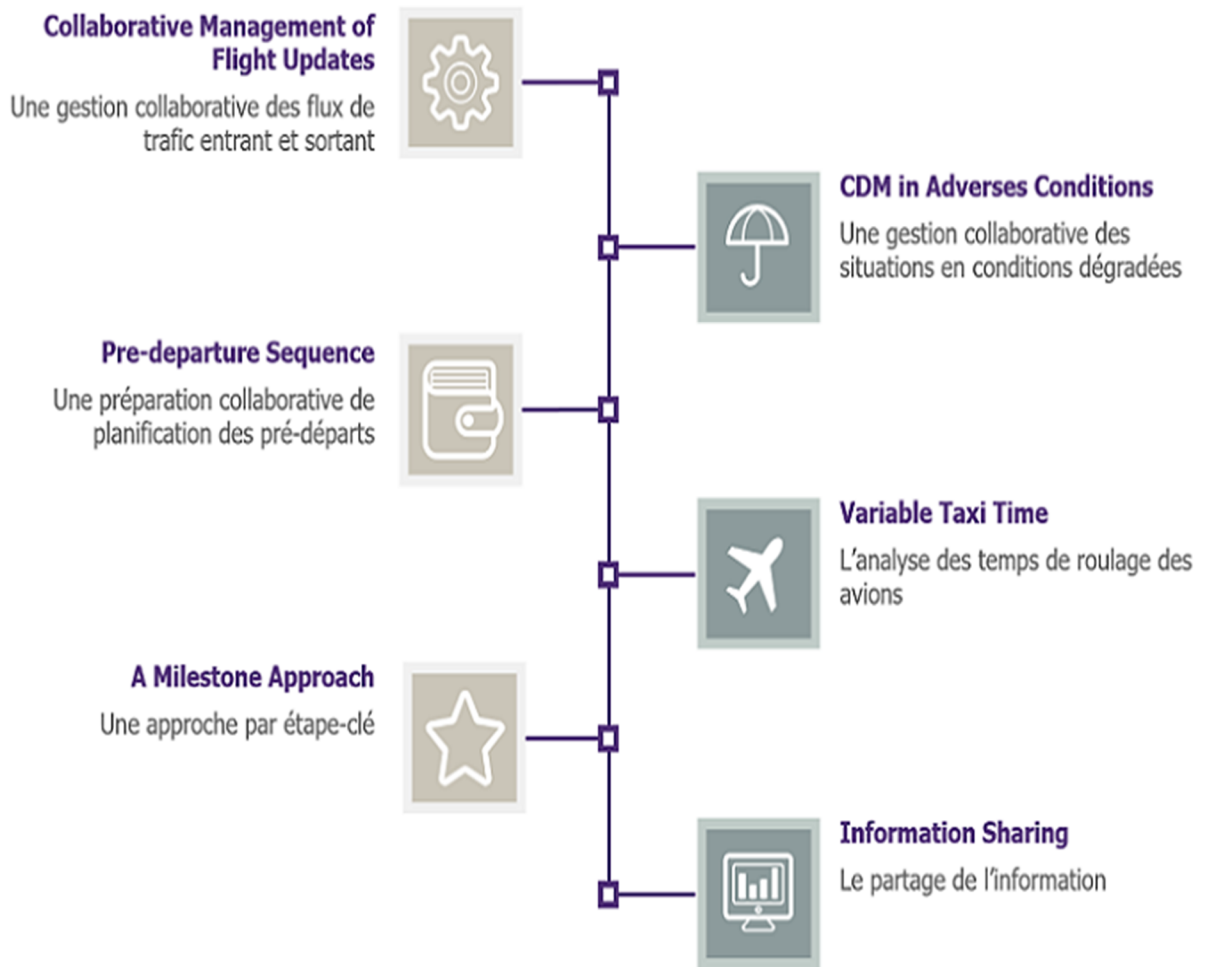 Collaborative Management of
Flight Updates
Une gestion collaborative des flux de
trafic entrant et sortant
CDM in Adverses Conditions
Une gestion collaborative des
situations en conditions dégradées
Pre-departure Sequence
Une préparation collaborative de
planification des pré-départs
Variable Taxi Time
L'analyse des temps de roulage des
avions
A Milestone Approach
Une approche par étape-clé
Information Sharing
Le partage de l'information